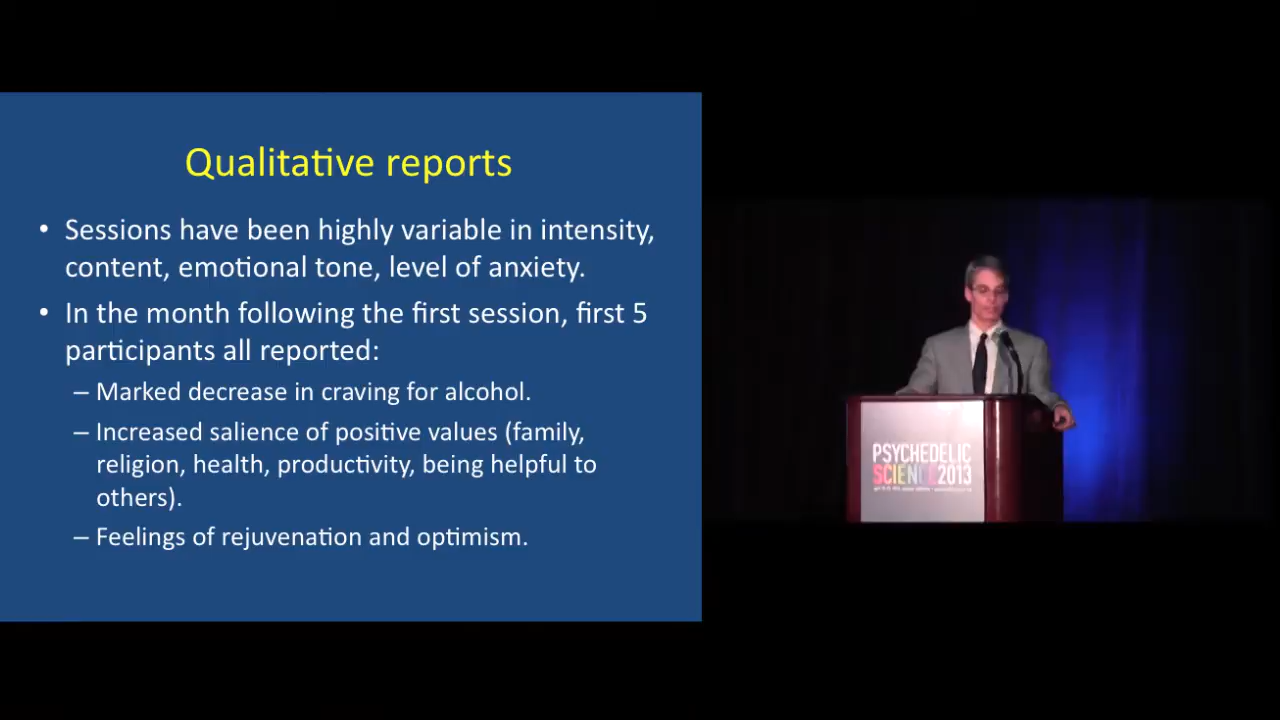 Qualitative reports
• Sessions have been highly variable in intensity,
content, emotional tone, level of anxiety.
• In the month following the first session, first 5
participants all reported:
– Marked decrease in craving for alcohol.
– Increased salience of positive values (family,
religion, health, productivity, being helpful to
others).
– Feelings of rejuvenation and optimism.
PSYCHEDELIC
SCIENCE 2013